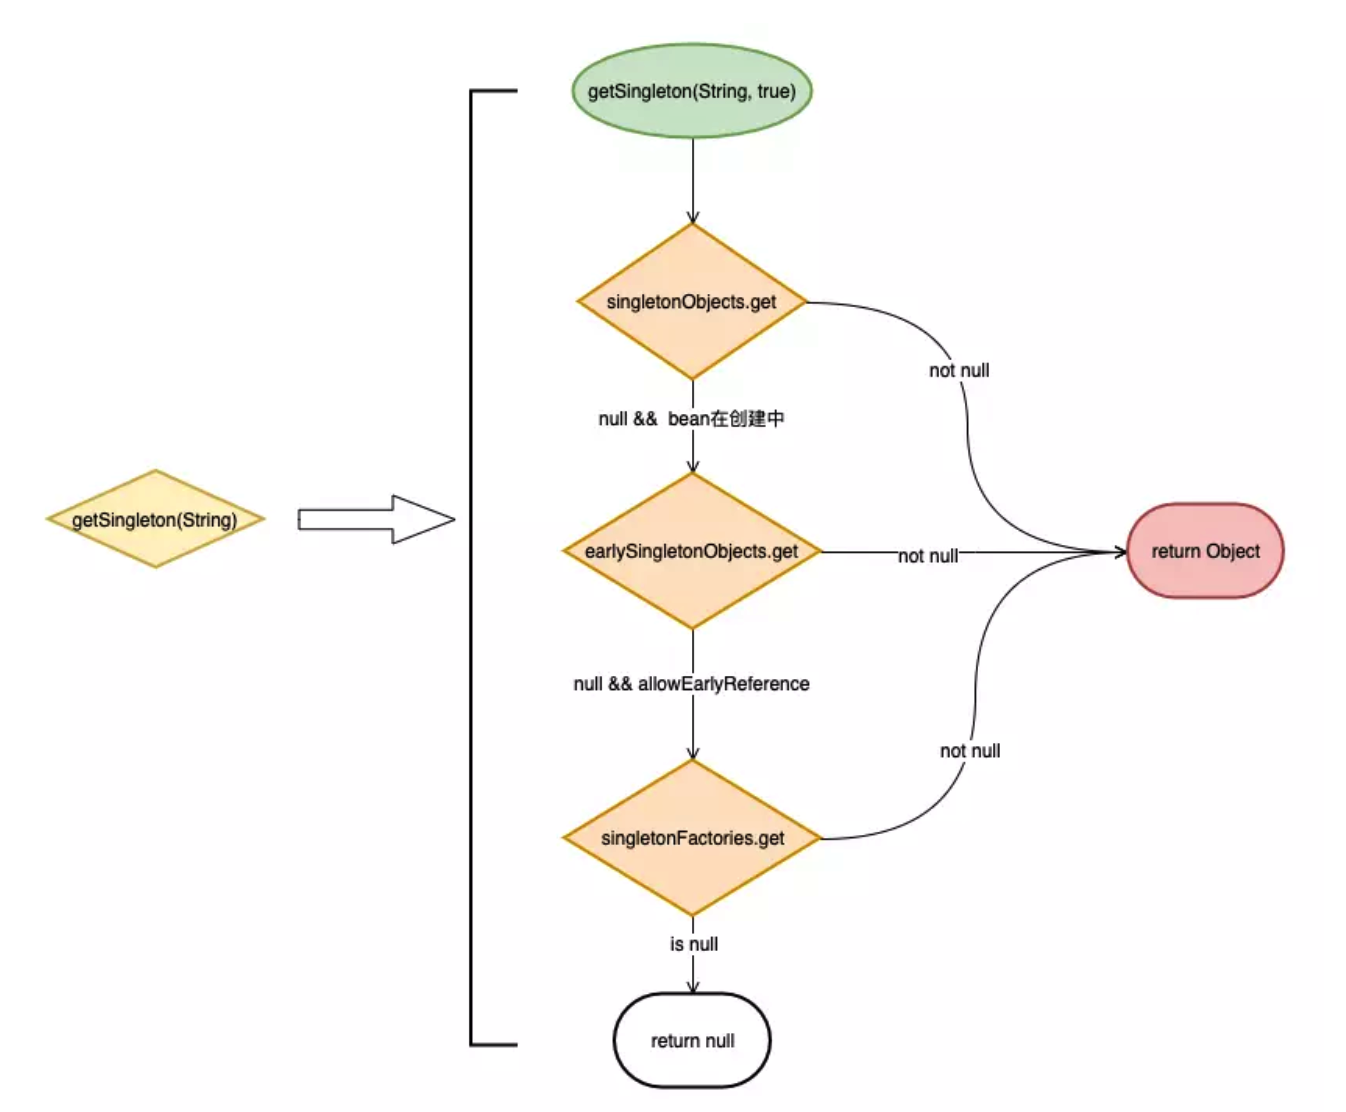 getSingleton(String)
getSingleton(String, true)
singletonObjects.get
not null
null && bean在创建中
earlySingletonObjects.get
not null
return Object
null && allowEarlyReference
not null
singletonFactories.get
is null
return null